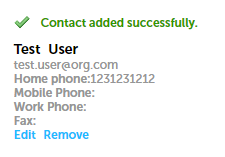 Contact added successfully.
Test User
test.user@org.com
Home phone:1231231212
Mobile Phone:
Work Phone:
Fax:
Edit Remove